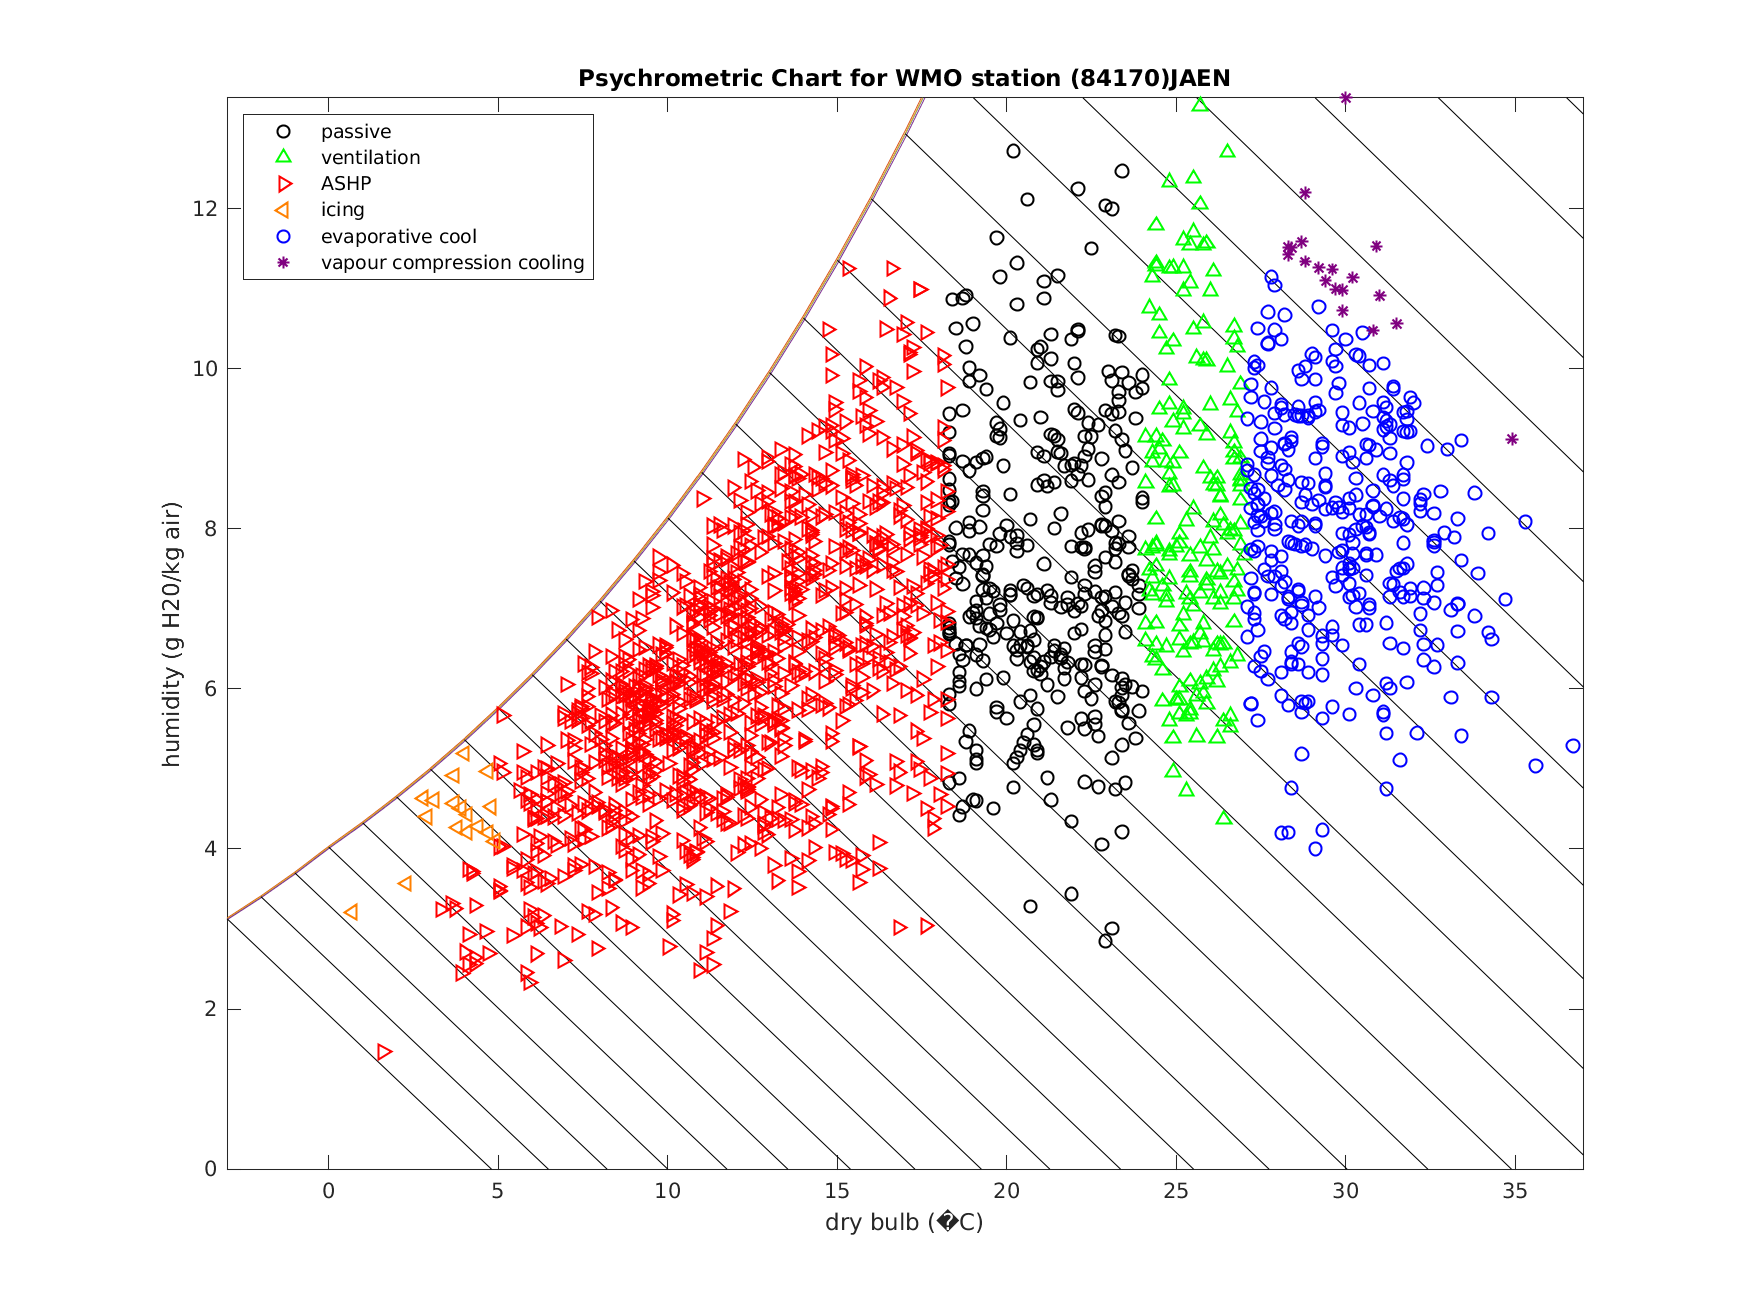 Psychrometric Chart for WMO station (84170)JAEN
passive
ventilation
ASHP
icing
evaporative cool
vapour compression cooling
humidity (g H20/kg air)
12
10
8
6
4
2
0
0 5 10 15 20 25 30 35
dry bulb (�C)